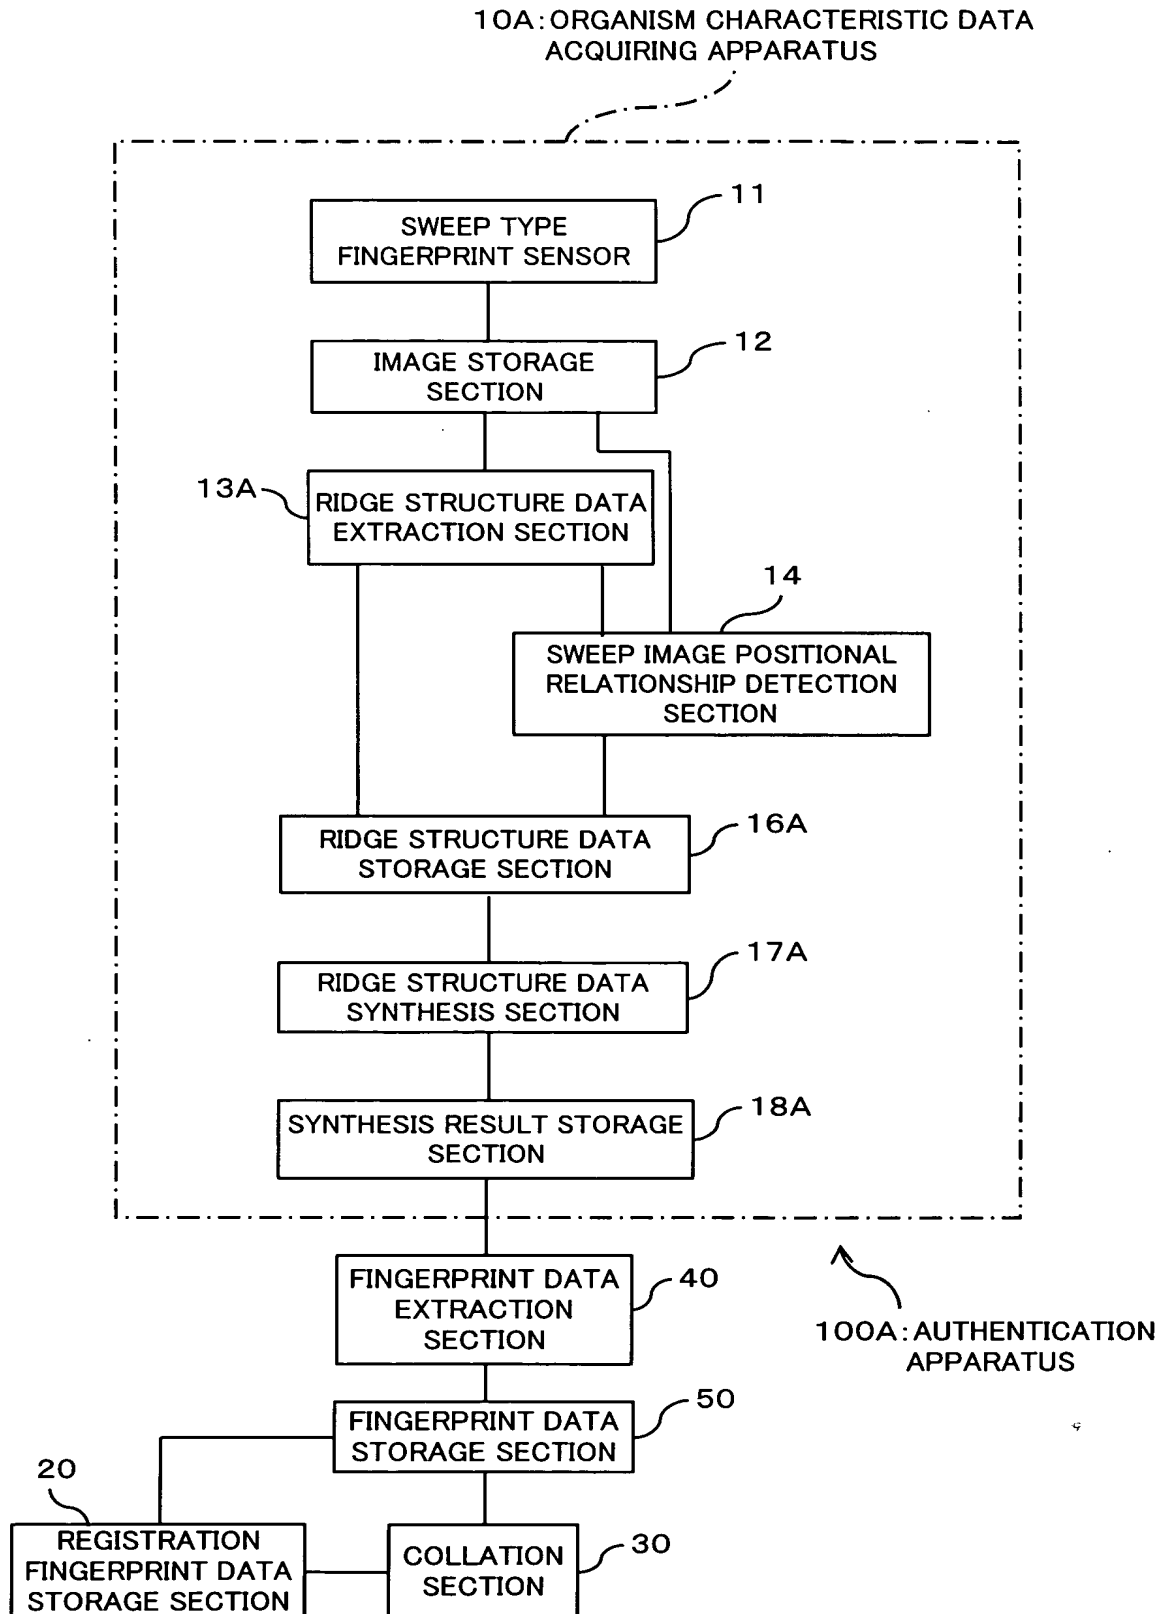 10A:ORGANISM CHARACTERISTIC DATA
ACQUIRING APPARATUS
11
SWEEP TYPE
FINGERPRINT SENSOR
12
IMAGE STORAGE
SECTION
13A
RIDGE STRUCTURE DATA
EXTRACTION SECTION
14
SWEEP IMAGE POSITIONAL
RELATIONSHIP DETECTION
SECTION
16A
RIDGE STRUCTURE DATA
STORAGE SECTION
17A
RIDGE STRUCTURE DATA
SYNTHESIS SECTION
18A
SYNTHESIS RESULT STORAGE
SECTION
40
FINGERPRINT DATA
EXTRACTION
SECTION
100A:AUTHENTICATION
APPARATUS
50
FINGERPRINT DATA
STORAGE SECTION
20
REGISTRATION
FINGERPRINT DATA
STORAGE SECTION
30
COLLATION
SECTION